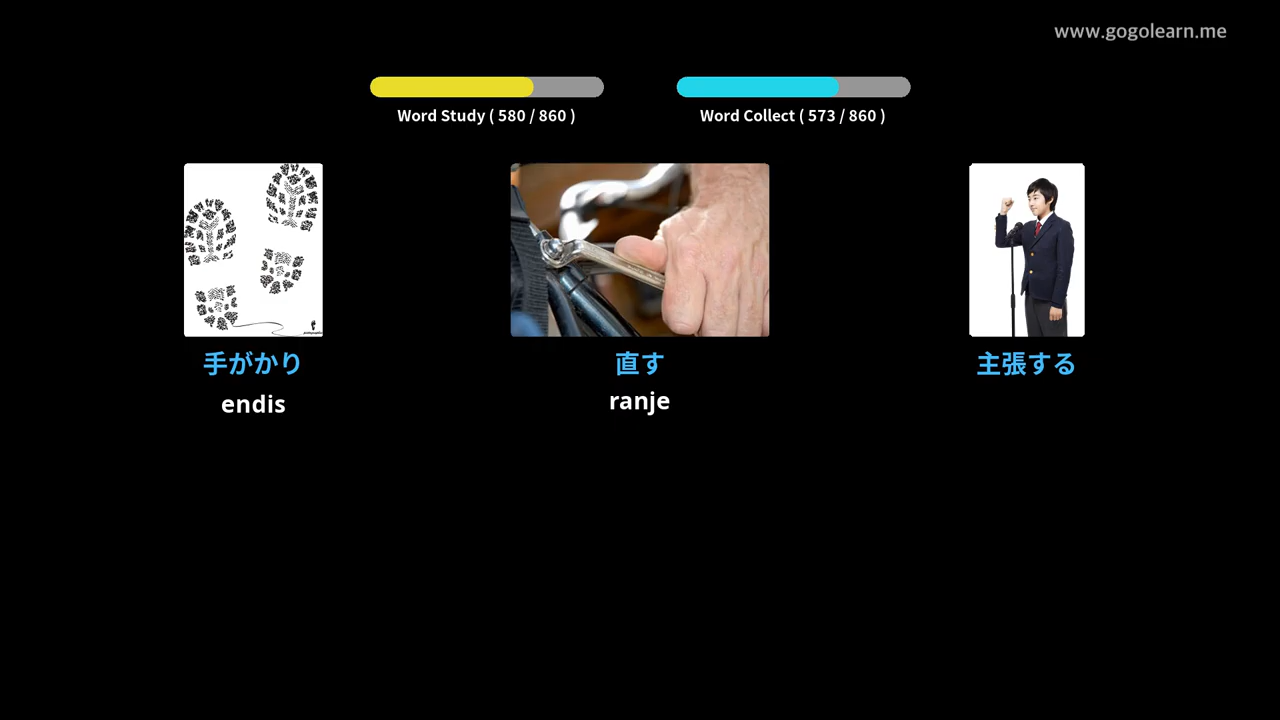 www.gogolearn.me
Word Study ( 580 / 860 )
Word Collect ( 573 / 860 )
手がかり
直す
主張する
endis
ranje